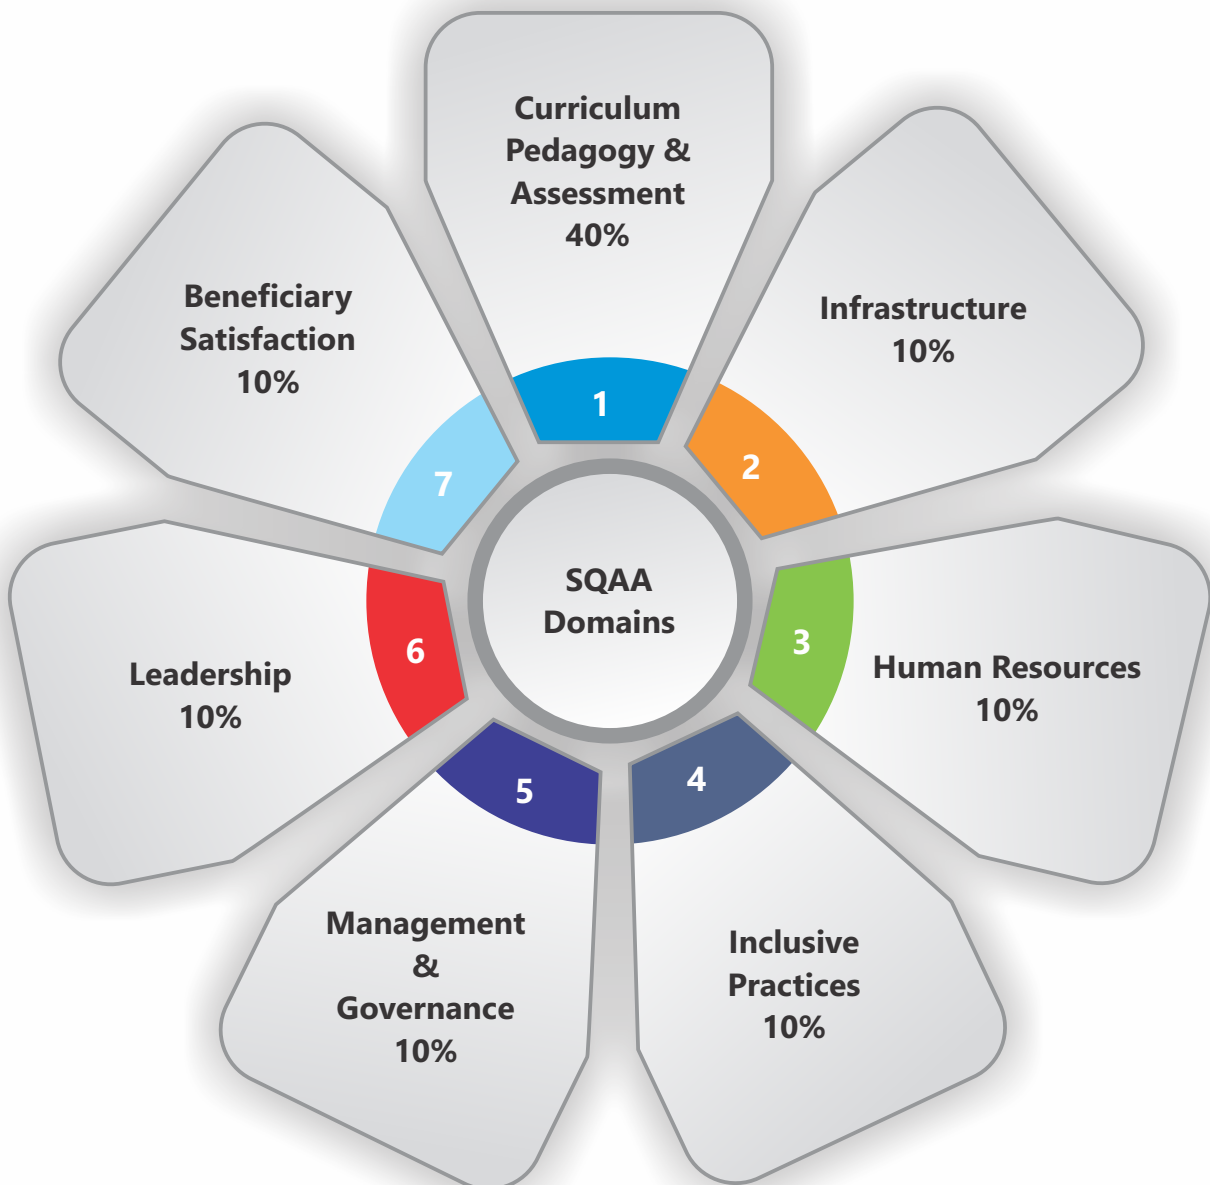 Curriculum
Pedagogy &
Assessment
40%
1
Infrastructure
10%
2
Human Resources
10%
3
Inclusive
Practices
10%
4
Management
&
Governance
10%
5
Leadership
10%
6
Beneficiary
Satisfaction
10%
7
SQAA
Domains